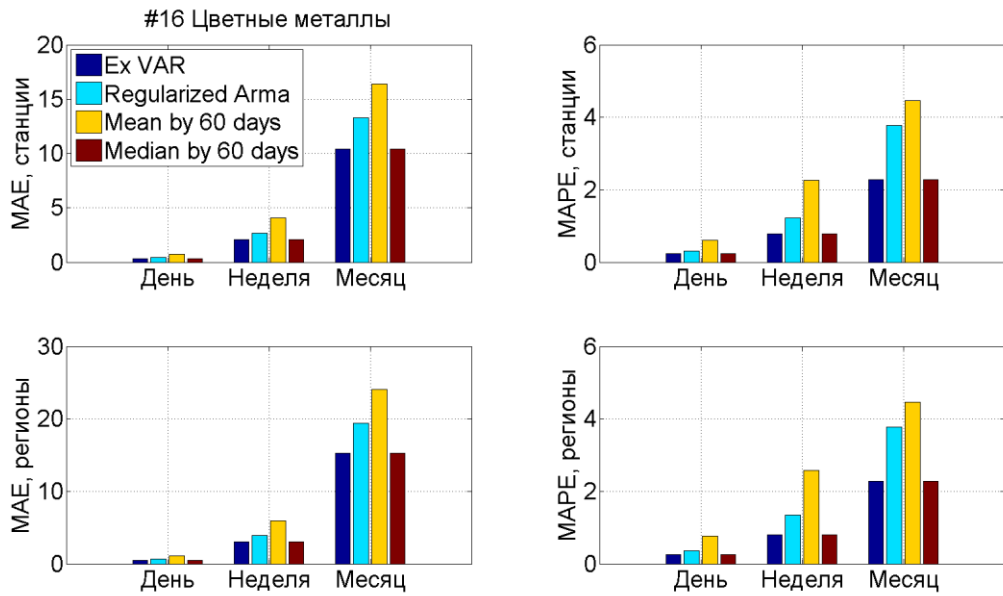 #16 Цветные металлы
20
15
10
5
0
MAE, станции
Ex VAR
Regularized Arma
Mean by 60 days
Median by 60 days
День Неделя Месяц
6
4
2
0
MAPE, станции
День Неделя Месяц
30
20
10
0
MAE, регионы
День Неделя Месяц
6
4
2
0
MAPE, регионы
День Неделя Месяц